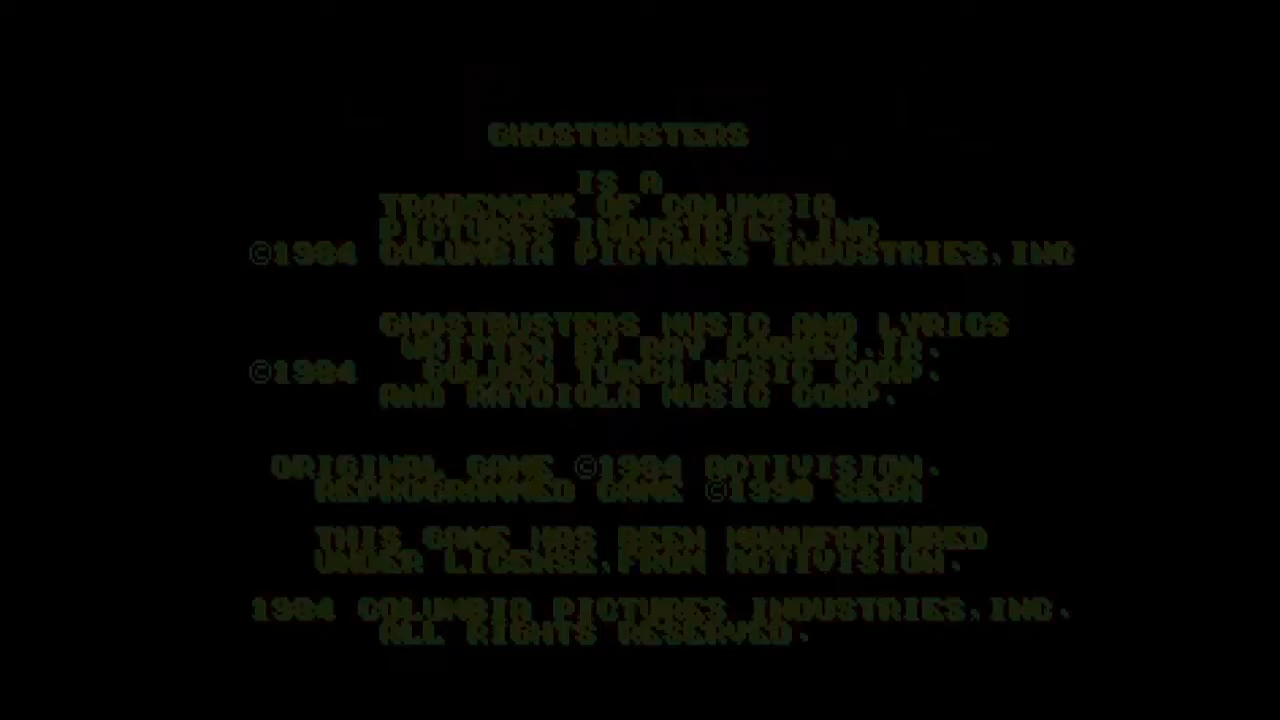 GHOSTBUSTERS
IS A
TRADEMARK OF COLUMBIA
PICTURES INDUSTRIES,INC
©1984 COLUMBIA PICTURES INDUSTRIES,INC
GHOSTBUSTERS MUSIC AND LYRICS
WRITTEN BY RAY PARKER,JR.
©1984 GOLDEN TORCH MUSIC CORP.
AND RAYDIOLA MUSIC CORP.
ORIGINAL GAME ©1984 ACTIVISION.
REPROGRAMMED GAME ©1984 SEGA
THIS GAME HAS BEEN MANUFACTURED
UNDER LICENSE,FROM ACTIVISION.
1984 COLUMBIA PICTURES INDUSTRIES,INC.
ALL RIGHTS RESERVED.